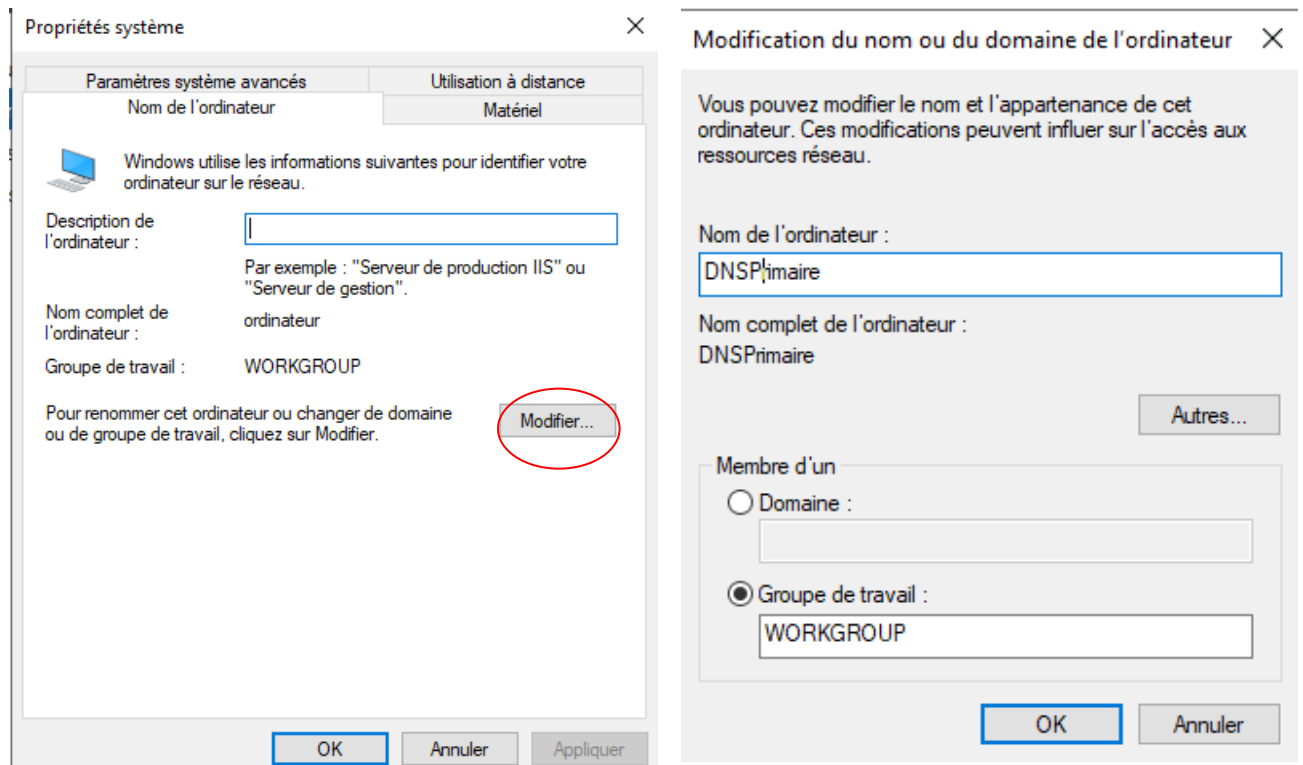 Propriétés système
Paramètres système avancés
Utilisation à distance
Nom de l'ordinateur
Matériel
Windows utilise les informations suivantes pour identifier votre
ordinateur sur le réseau.
Description de
l'ordinateur :
Par exemple : "Serveur de production IIS" ou
"Serveur de gestion".
Nom complet de
l'ordinateur :
ordinateur
Groupe de travail :
WORKGROUP
Pour renommer cet ordinateur ou changer de domaine
ou de groupe de travail, cliquez sur Modifier.
Modifier...
OK
Annuler
Appliquer
Modification du nom ou du domaine de l'ordinateur
Vous pouvez modifier le nom et l'appartenance de cet
ordinateur. Ces modifications peuvent influer sur l'accès aux
ressources réseau.
Nom de l'ordinateur :
DNSPrimaire
Nom complet de l'ordinateur :
DNSPrimaire
Autres...
Membre d'un
Domaine :
Groupe de travail :
WORKGROUP
OK
Annuler